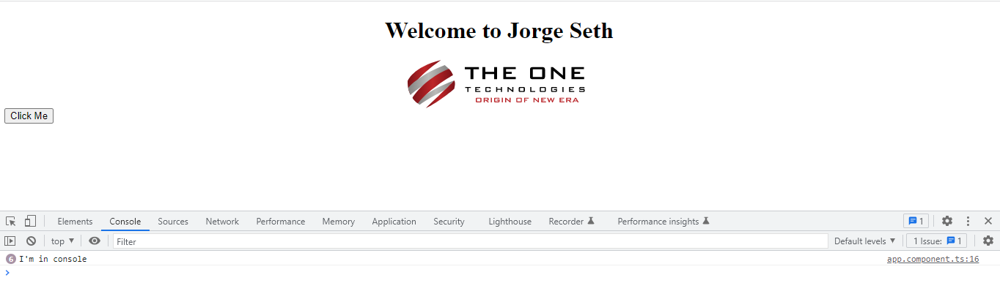 Welcome to Jorge Seth
THE ONE
TECHNOLOGIES
ORIGIN OF NEW ERA
Click Me
Elements Console Sources Network Performance Memory Application Security Lighthouse Recorder Performance insights 1
top Filter Default levels 1 Issue: 1
6 I'm in console app.component.ts:16